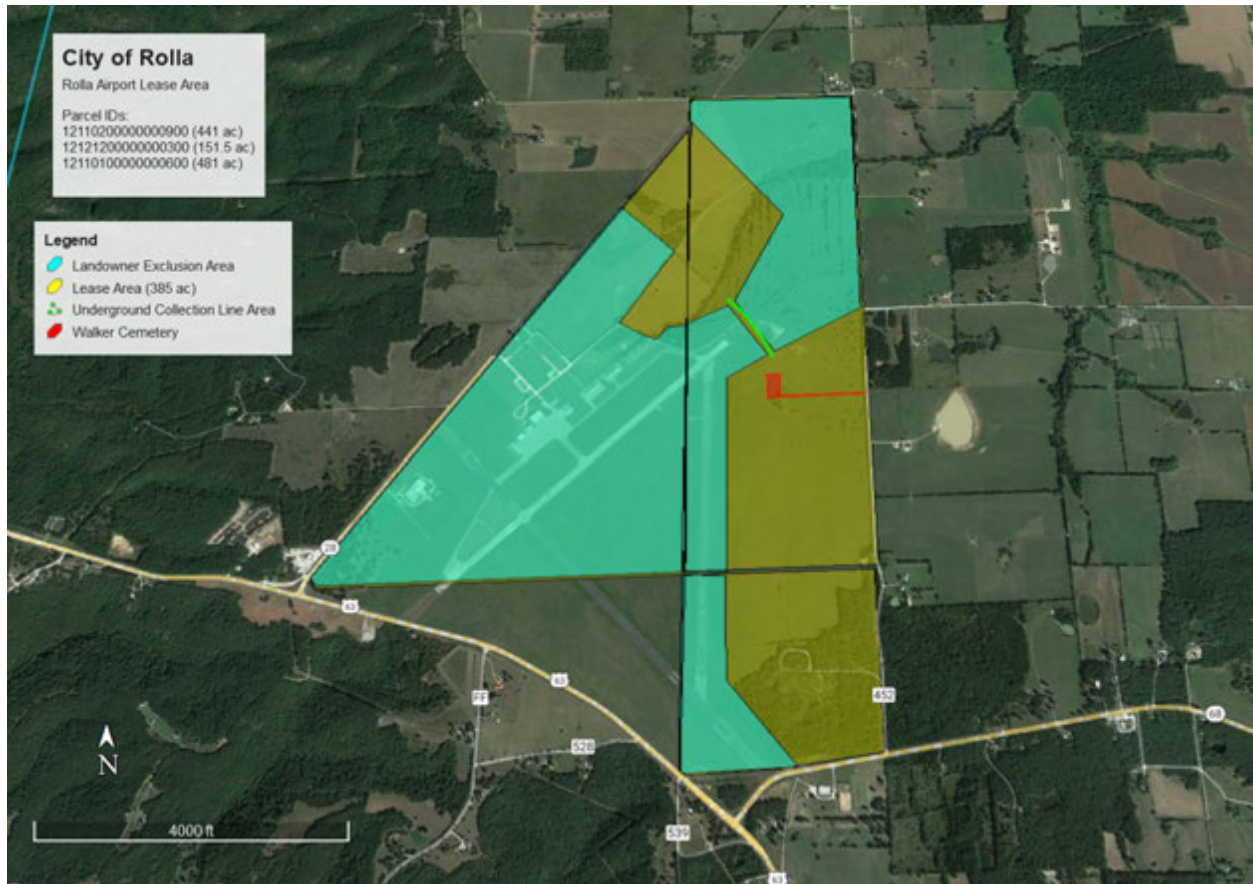 City of Rolla
Rolla Airport Lease Area
Parcel IDs:
12110200000000900 (441 ac)
12121200000000300 (151.5 ac)
12110100000000600 (481 ac)
Legend
Landowner Exclusion Area
Lease Area (385 ac)
Underground Collection Line Area
Walker Cemetery
28
63
FF
63
528
452
68
539
63
N
4000 ft